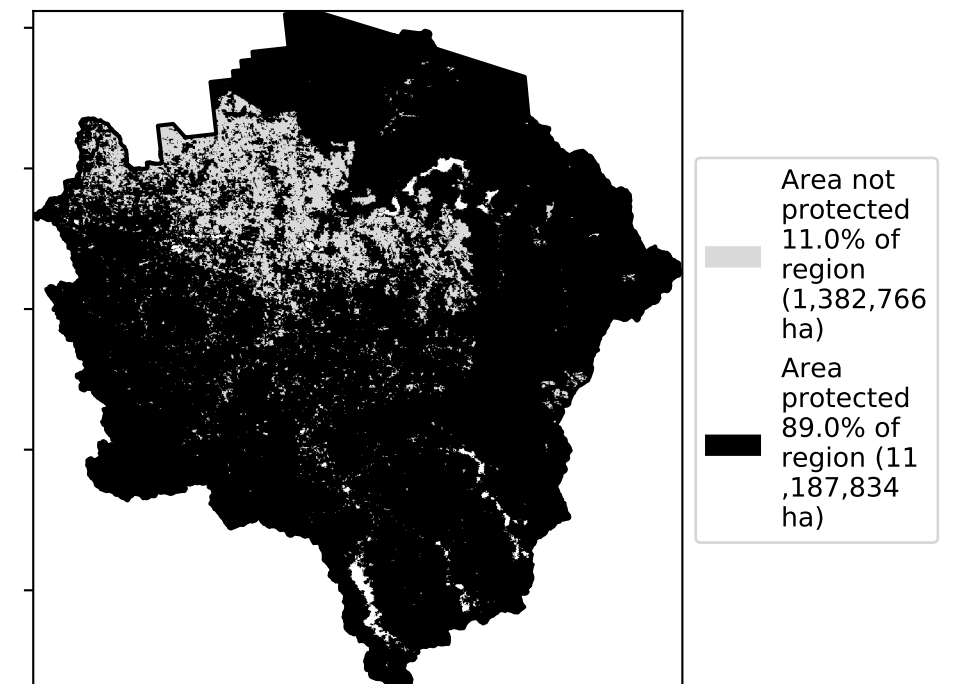 Area not
protected
11.0% of
region
(1,382,766
ha)
Area
protected
89.0% of
region (11
,187,834
ha)